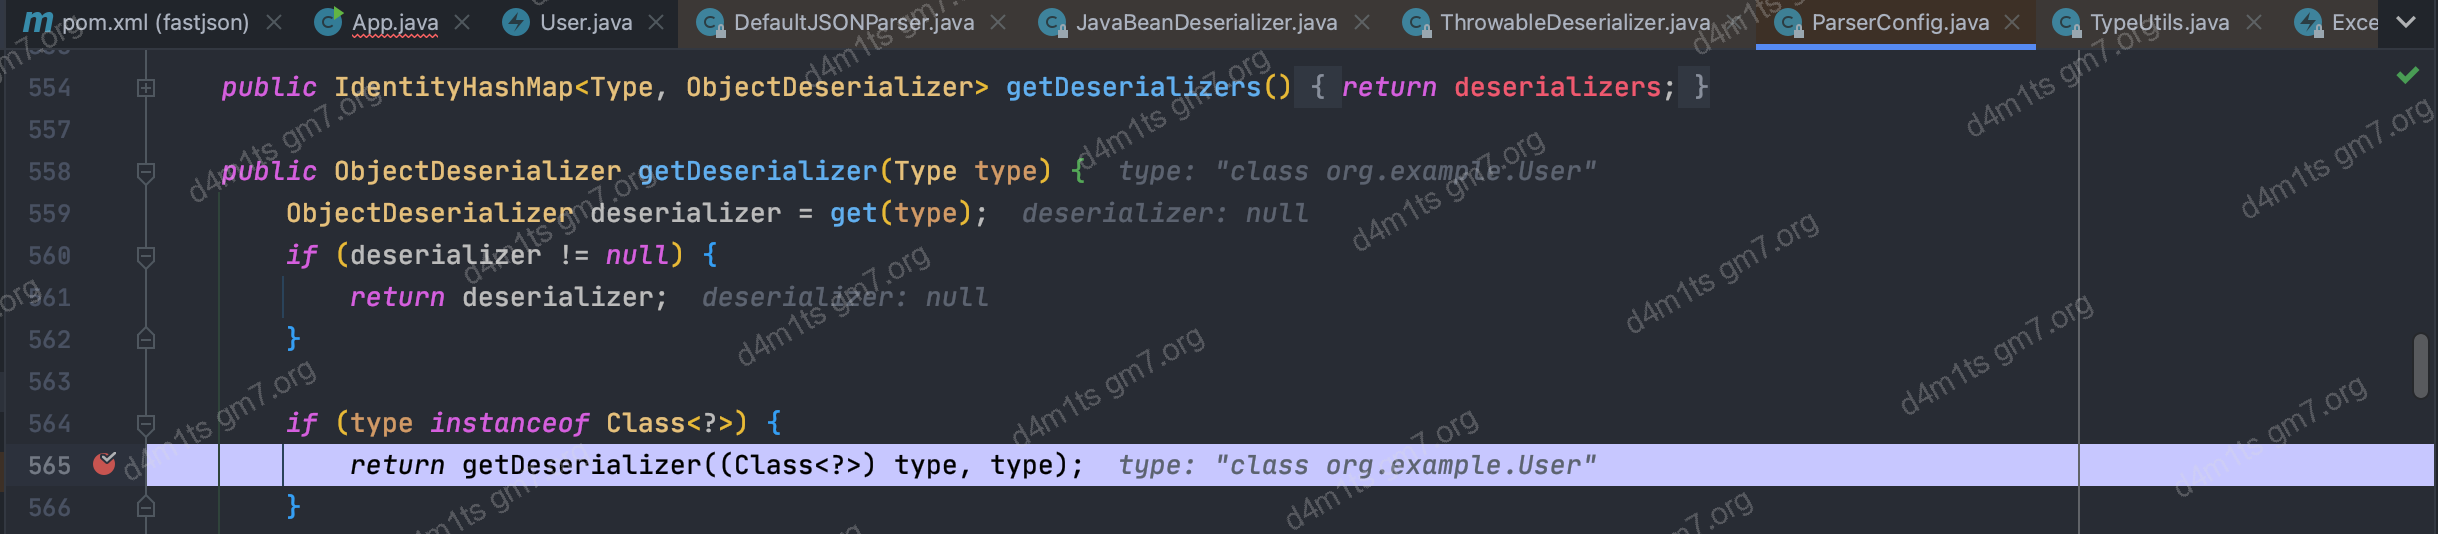 pom.xml (fastjson) App.java User.java DefaultJSONParser.java JavaBeanDeserializer.java ThrowableDeserializer.java ParserConfig.java TypeUtils.java Exce
554 public IdentityHashMap<Type, ObjectDeserializer> getDeserializers() { return deserializers; }
557
558 public ObjectDeserializer getDeserializer(Type type) { type: "class org.example.User"
559 ObjectDeserializer deserializer = get(type); deserializer: null
560 if (deserializer != null) {
561 return deserializer; deserializer: null
562 }
563
564 if (type instanceof Class<?>) {
565 return getDeserializer((Class<?>) type, type); type: "class org.example.User"
566 }
d4m1ts gm7.org